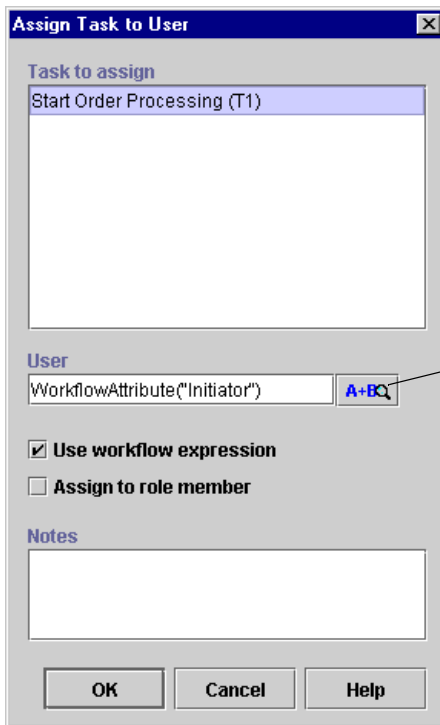 Assign Task to User
Task to assign
Start Order Processing (T1)
User
WorkflowAttribute("Initiator")
A+B
Use workflow expression
Assign to role member
Notes
OK Cancel Help